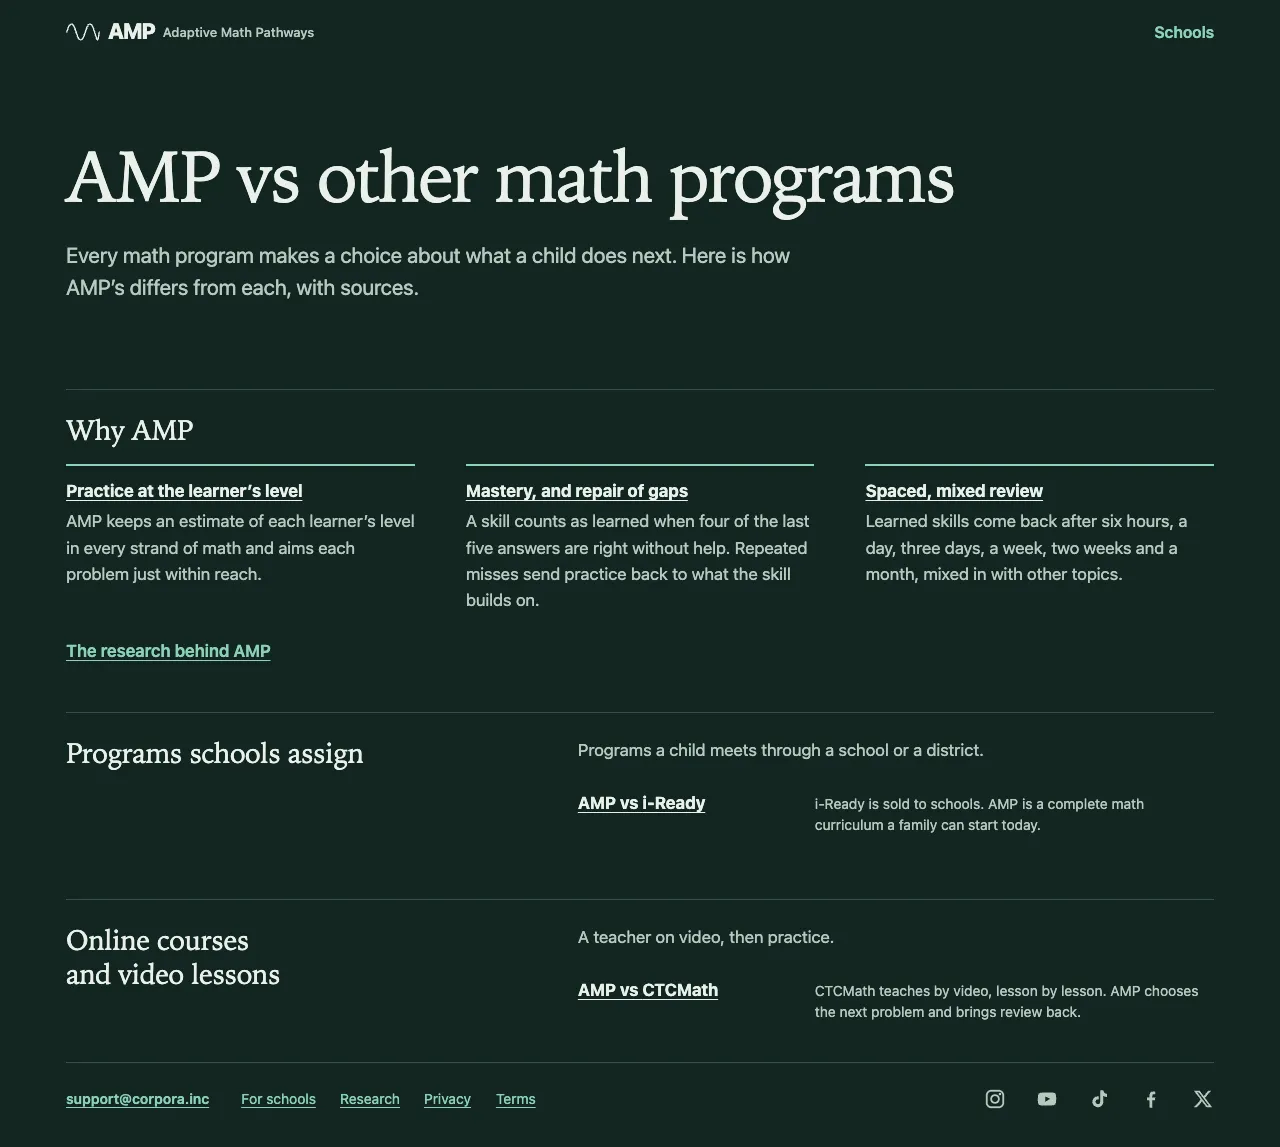 AMP Adaptive Math Pathways
Schools
AMP vs other math programs
Every math program makes a choice about what a child does next. Here is how
AMP’s differs from each, with sources.
Why AMP
Practice at the learner’s level
AMP keeps an estimate of each learner’s level
in every strand of math and aims each
problem just within reach.
Mastery, and repair of gaps
A skill counts as learned when four of the last
five answers are right without help. Repeated
misses send practice back to what the skill
builds on.
Spaced, mixed review
Learned skills come back after six hours, a
day, three days, a week, two weeks and a
month, mixed in with other topics.
The research behind AMP
Programs schools assign
Programs a child meets through a school or a district.
AMP vs i-Ready
i-Ready is sold to schools. AMP is a complete math
curriculum a family can start today.
Online courses
and video lessons
A teacher on video, then practice.
AMP vs CTCMath
CTCMath teaches by video, lesson by lesson. AMP chooses
the next problem and brings review back.
support@corpora.inc
For schools
Research
Privacy
Terms